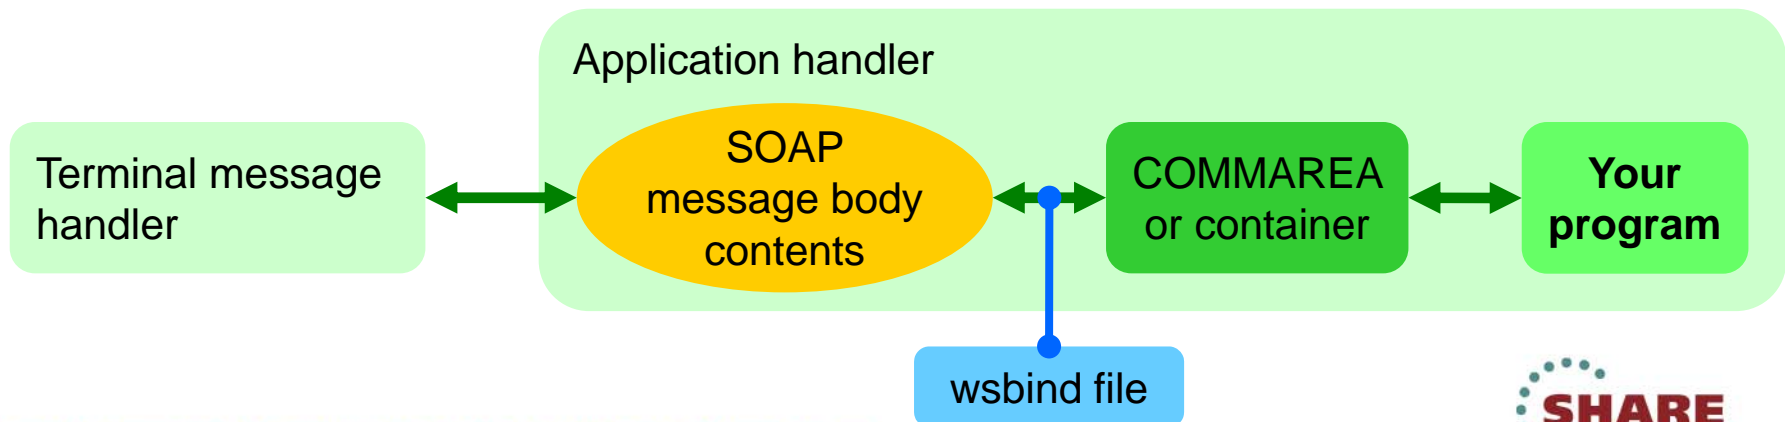 Application handler
Terminal message
handler
SOAP
message body
contents
COMMAREA
or container
Your
program
wsbind file
SHARE